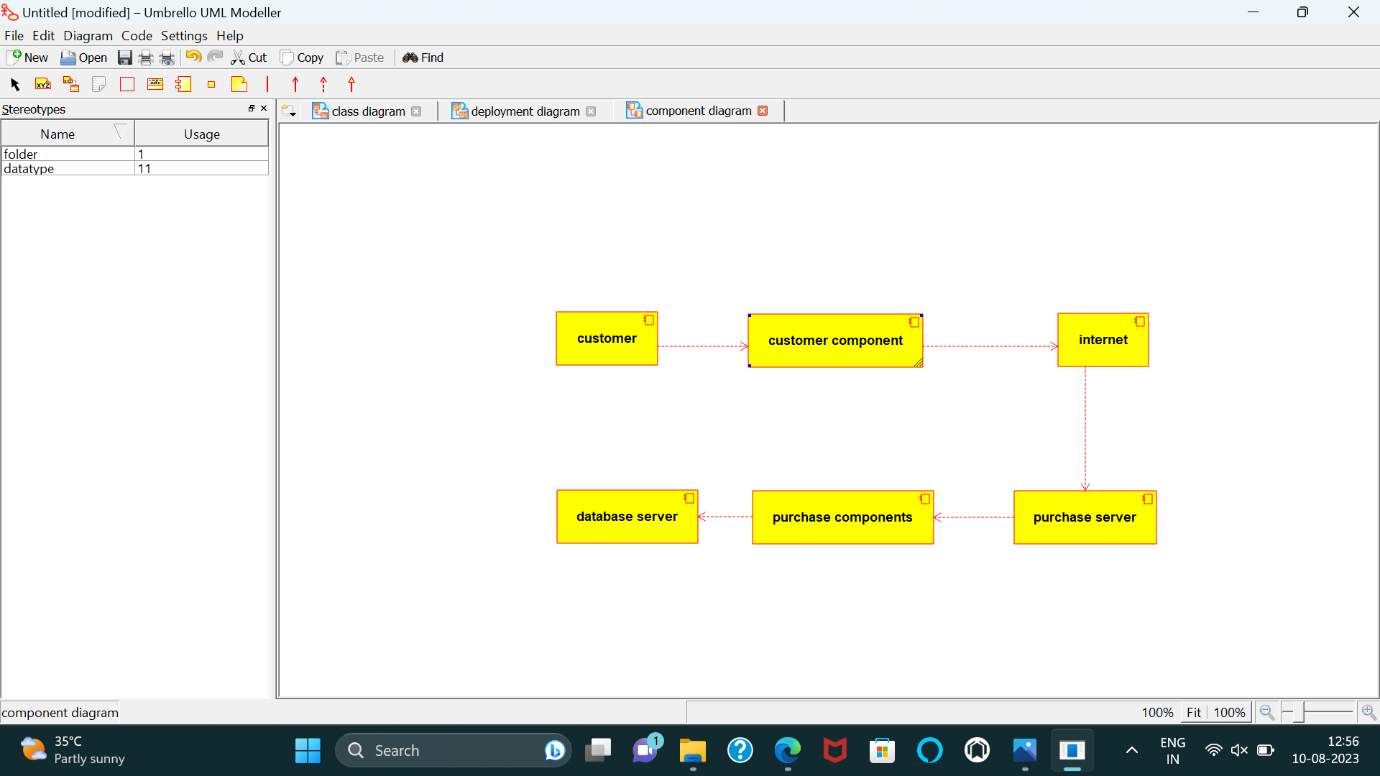 Untitled [modified] – Umbrello UML Modeller
File Edit Diagram Code Settings Help
New Open Cut Copy Paste Find
XYZ
Stereotypes
class diagram deployment diagram component diagram
Name Usage
folder 1
datatype 11
customer customer component internet
database server purchase components purchase server
component diagram 100% Fit 100%
35°C
Partly sunny
Search
1
ENG
IN
12:56
10-08-2023